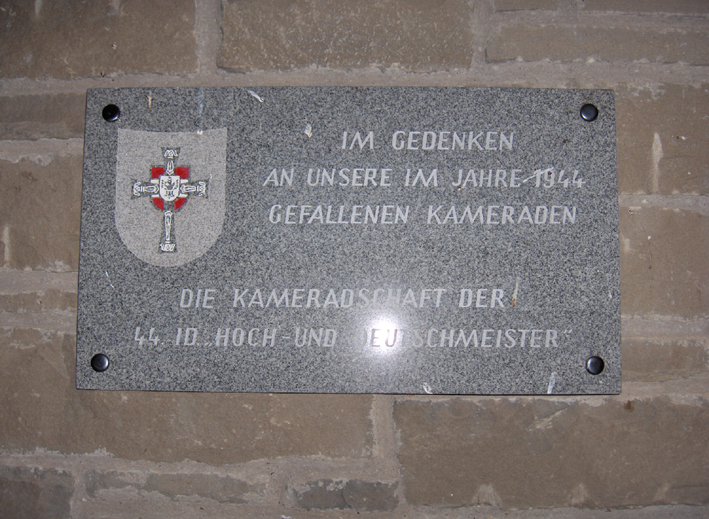 IM GEDENKEN
AN UNSERE IM JAHRE 1944
GEFALLENEN KAMERADEN
DIE KAMERADSCHAFT DER
44. ID. „HOCH-UND DEUTSCHMEISTER"